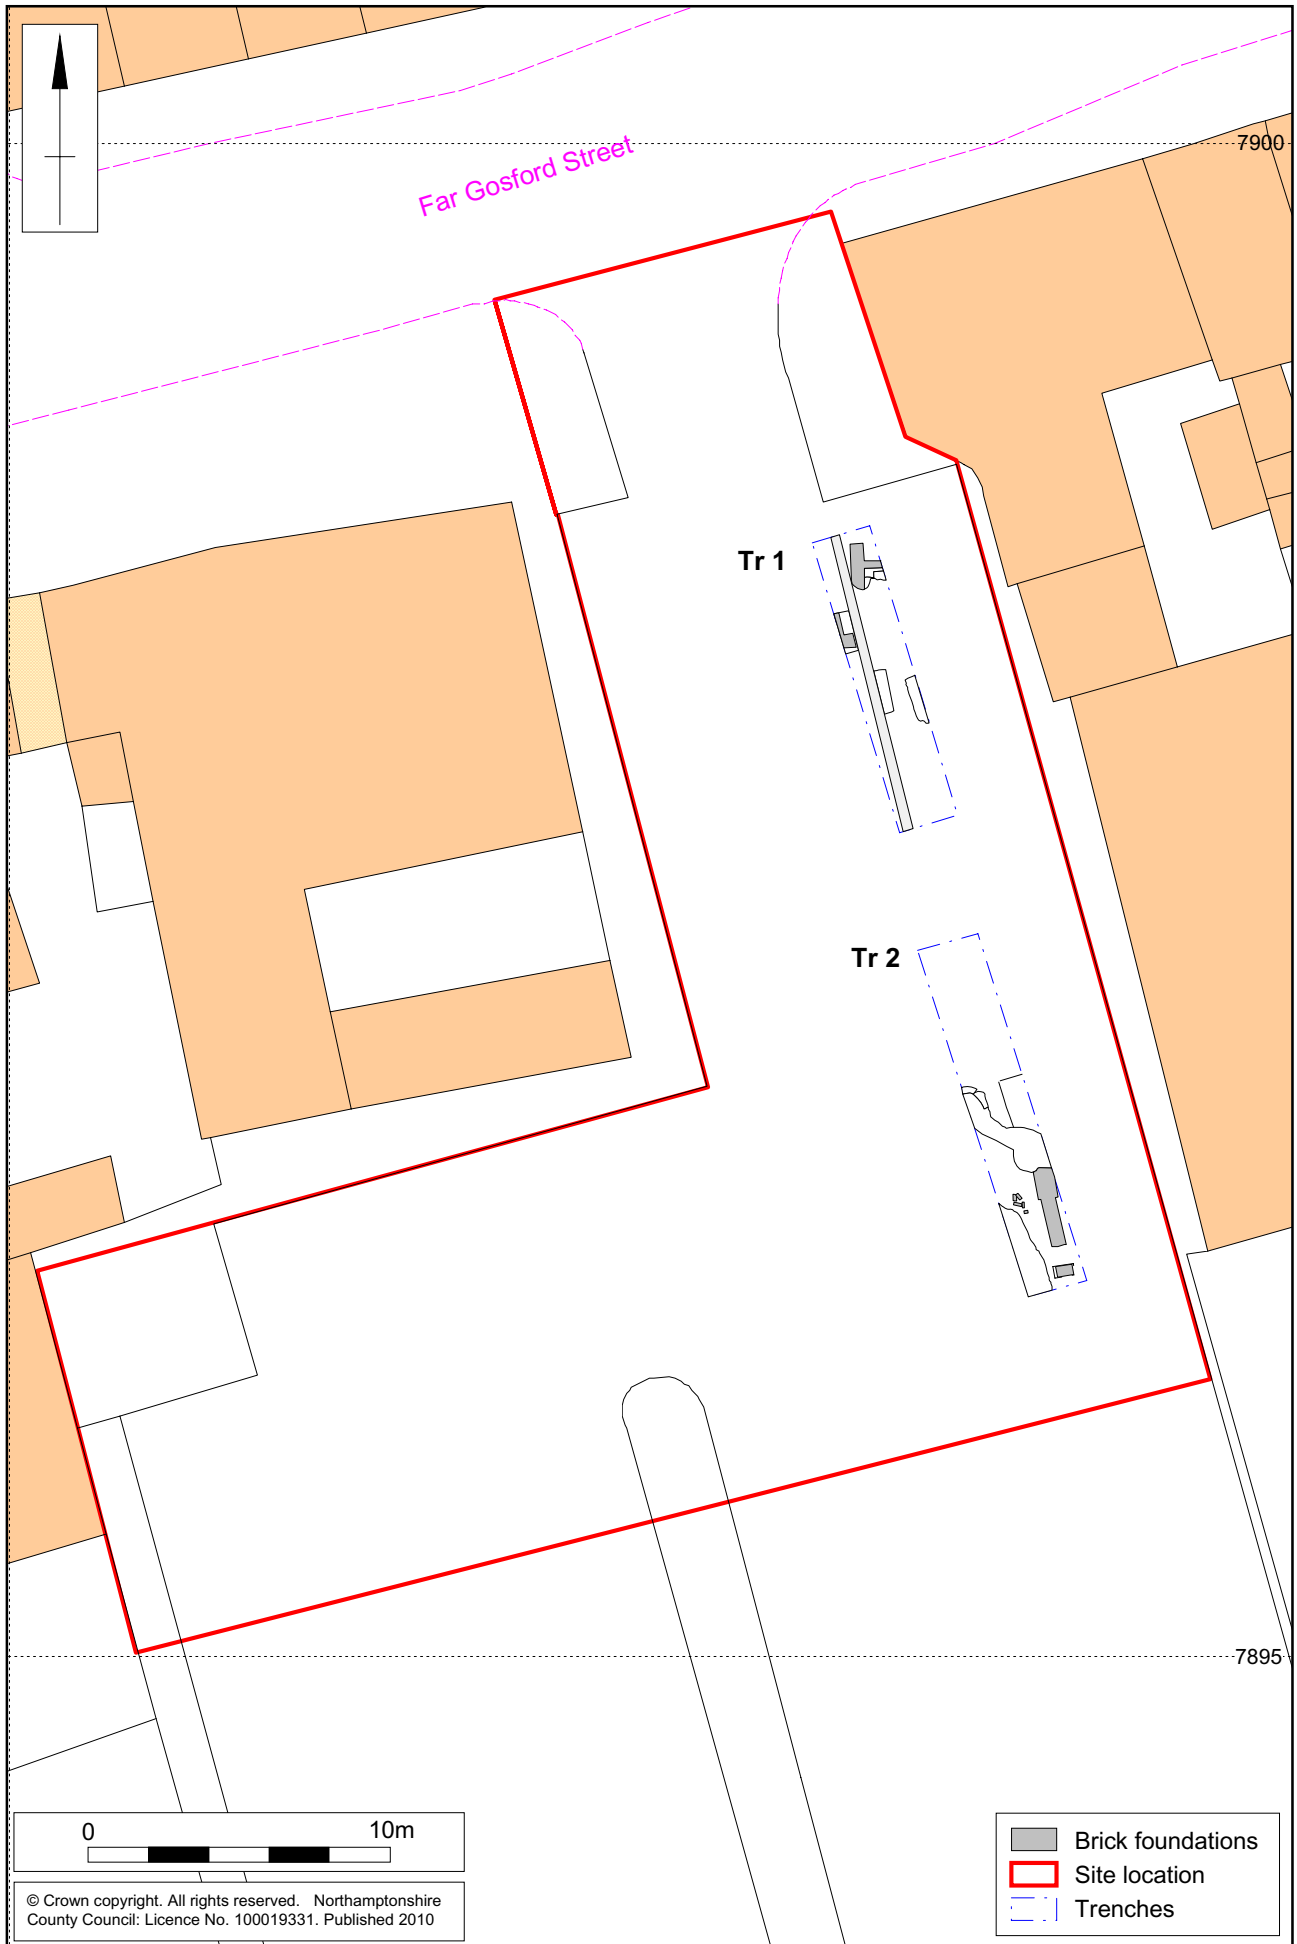 7900
Far Gosford Street
Tr 1
Tr 2
7895
0 10m
© Crown copyright. All rights reserved. Northamptonshire
County Council: Licence No. 100019331. Published 2010
Brick foundations
Site location
Trenches